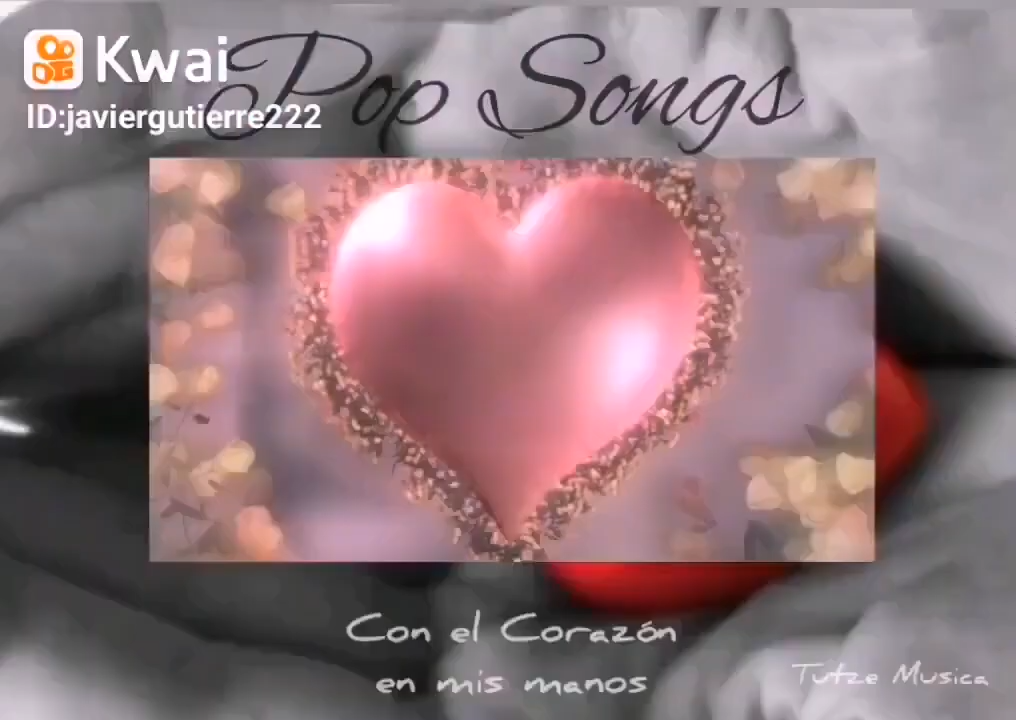 Kwai
ID:javiergutierre222
Pop Songs
Con el Corazón
en mis manos
Tutze Musica